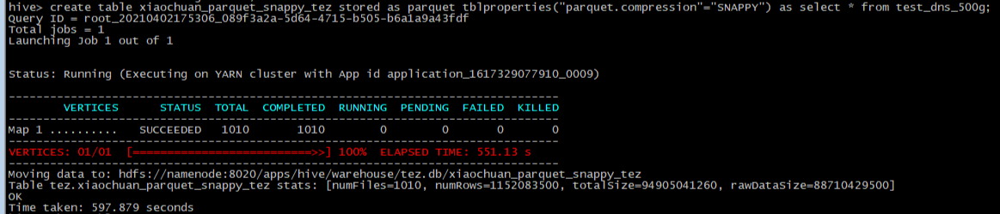 hive> create table xiaochuan_parquet_snappy_tez stored as parquet tblproperties("parquet.compression"="SNAPPY") as select * from test_dns_500g;
Query ID = root_20210402175306_089f3a2a-5d64-4715-b505-b6a1a9a43fdf
Total jobs = 1
Launching Job 1 out of 1
Status: Running (Executing on YARN cluster with App id application_1617329077910_0009)
--------------------------------------------------------------------------------
VERTICES STATUS TOTAL COMPLETED RUNNING PENDING FAILED KILLED
--------------------------------------------------------------------------------
Map 1 .......... SUCCEEDED 1010 1010 0 0 0 0
--------------------------------------------------------------------------------
VERTICES: 01/01 [==========================>>] 100% ELAPSED TIME: 551.13 s
--------------------------------------------------------------------------------
Moving data to: hdfs://namenode:8020/apps/hive/warehouse/tez.db/xiaochuan_parquet_snappy_tez
Table tez.xiaochuan_parquet_snappy_tez stats: [numFiles=1010, numRows=1152083500, totalSize=94905041260, rawDataSize=88710429500]
OK
Time taken: 597.879 seconds